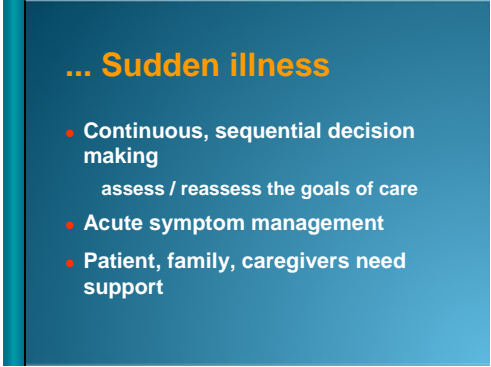 ... Sudden illness
• Continuous, sequential decision
making
assess / reassess the goals of care
• Acute symptom management
• Patient, family, caregivers need
support